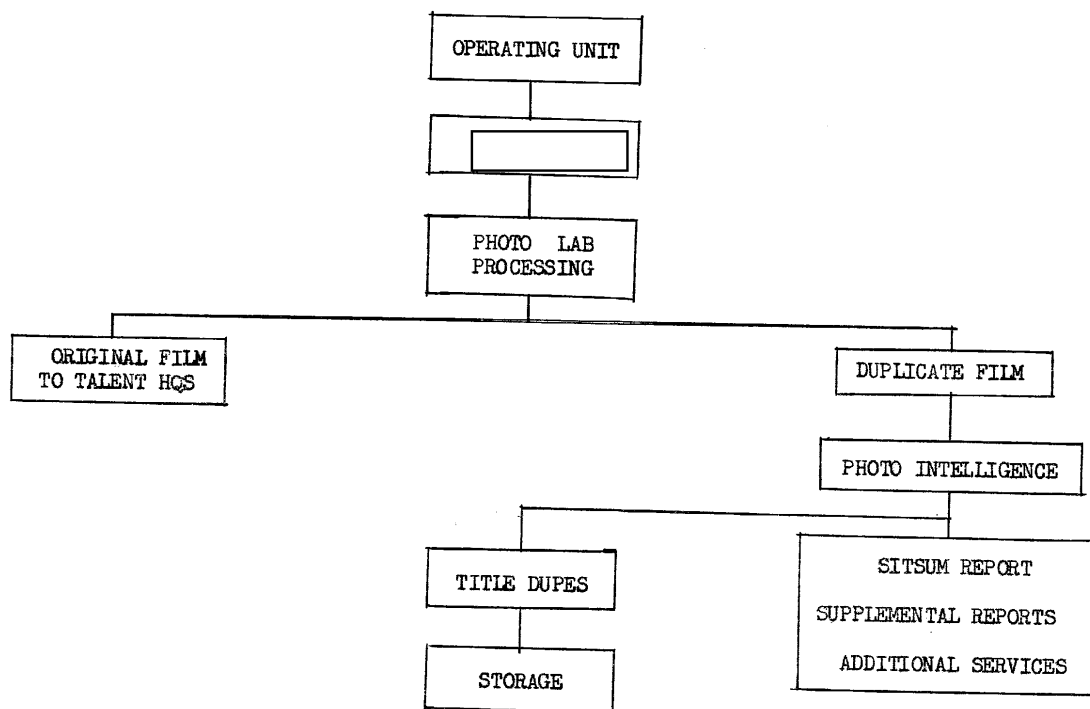 OPERATING UNIT
PHOTO LAB
PROCESSING
ORIGINAL FILM
TO TALENT HQS
DUPLICATE FILM
PHOTO INTELLIGENCE
TITLE DUPES
STORAGE
SITSUM REPORT
SUPPLEMENTAL REPORTS
ADDITIONAL SERVICES